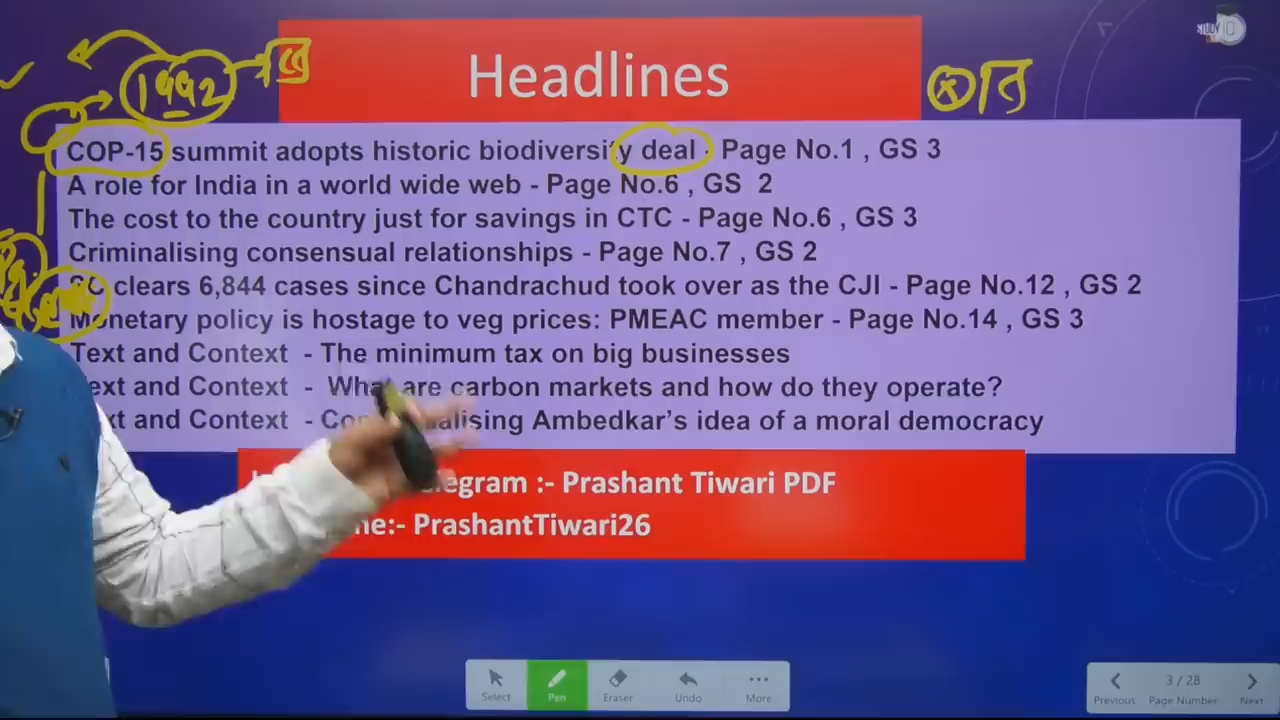 STUDY IQ
Headlines
1992
COP-15 summit adopts historic biodiversity deal - Page No.1 , GS 3
A role for India in a world wide web - Page No.6 , GS 2
The cost to the country just for savings in CTC - Page No.6 , GS 3
Criminalising consensual relationships - Page No.7 , GS 2
SC clears 6,844 cases since Chandrachud took over as the CJI - Page No.12 , GS 2
Monetary policy is hostage to veg prices: PMEAC member - Page No.14 , GS 3
Text and Context - The minimum tax on big businesses
Text and Context - What are carbon markets and how do they operate?
Text and Context - Ambedkar's idea of a moral democracy
:- Prashant Tiwari PDF
:- PrashantTiwari26
Select Pen Eraser Undo More
3 / 28
Previous Page Number Next